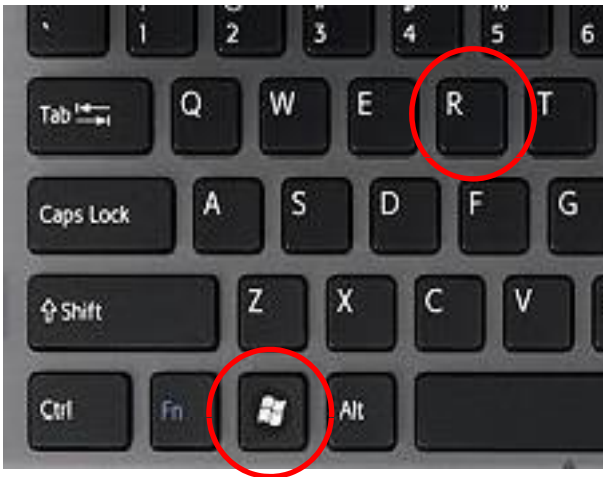 ` 1 2 3 4 5 6
Tab Q W E R T
Caps Lock A S D F G
Shift Z X C V
Ctrl Fn Alt